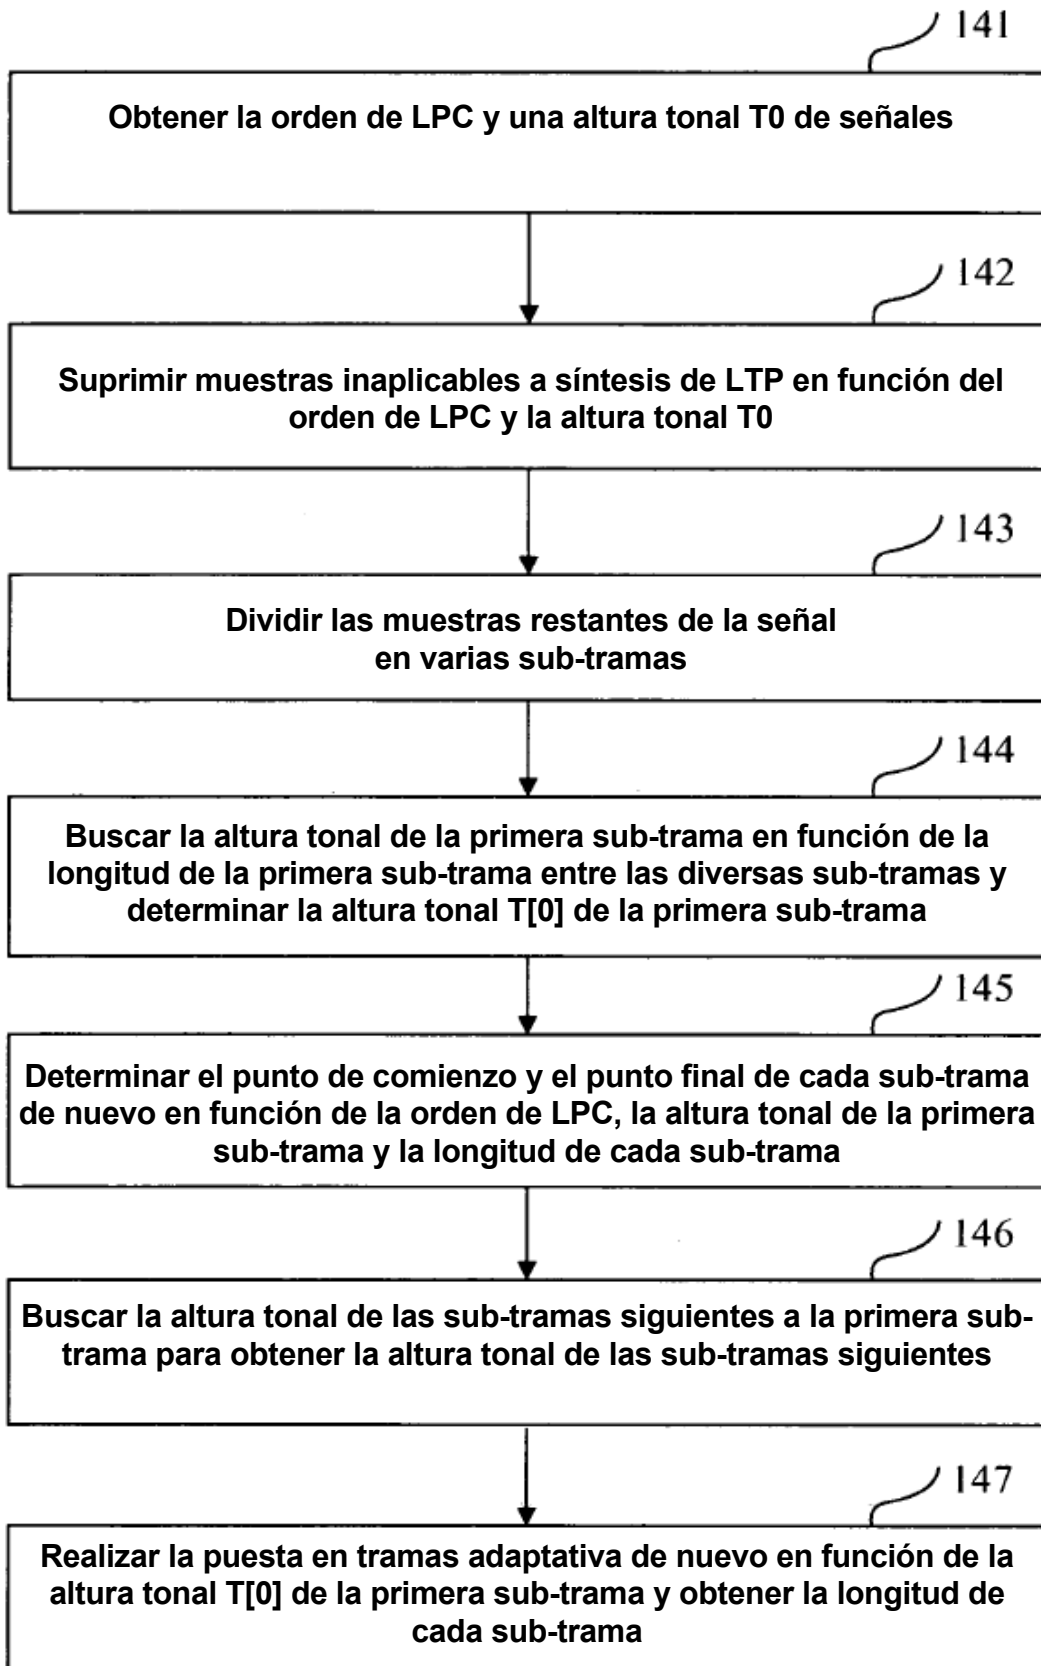 141
Obtener la orden de LPC y una altura tonal T0 de señales
142
Suprimir muestras inaplicables a síntesis de LTP en función del
orden de LPC y la altura tonal T0
143
Dividir las muestras restantes de la señal
en varias sub-tramas
144
Buscar la altura tonal de la primera sub-trama en función de la
longitud de la primera sub-trama entre las diversas sub-tramas y
determinar la altura tonal T[0] de la primera sub-trama
145
Determinar el punto de comienzo y el punto final de cada sub-trama
de nuevo en función de la orden de LPC, la altura tonal de la primera
sub-trama y la longitud de cada sub-trama
146
Buscar la altura tonal de las sub-tramas siguientes a la primera sub-
trama para obtener la altura tonal de las sub-tramas siguientes
147
Realizar la puesta en tramas adaptativa de nuevo en función de la
altura tonal T[0] de la primera sub-trama y obtener la longitud de
cada sub-trama